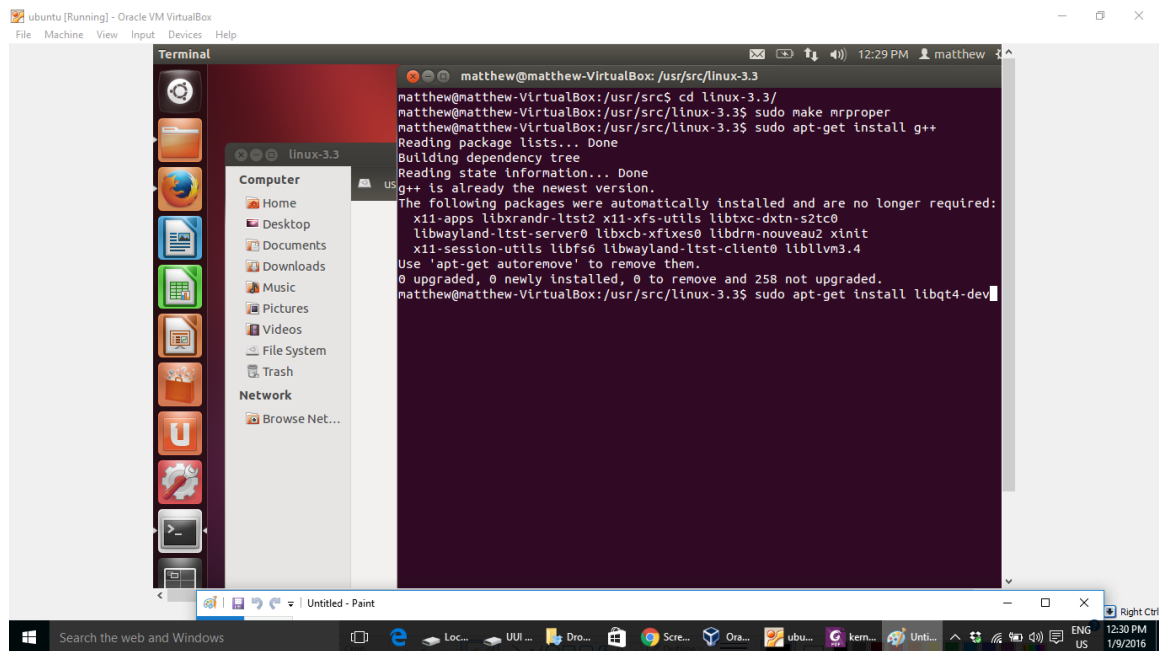 ubuntu [Running] - Oracle VM VirtualBox
File Machine View Input Devices Help
Terminal
12:29 PM matthew
matthew@matthew-VirtualBox: /usr/src/linux-3.3
matthew@matthew-VirtualBox:/usr/src$ cd linux-3.3/
matthew@matthew-VirtualBox:/usr/src/linux-3.3$ sudo make mrproper
matthew@matthew-VirtualBox:/usr/src/linux-3.3$ sudo apt-get install g++
Reading package lists... Done
Building dependency tree
Reading state information... Done
g++ is already the newest version.
The following packages were automatically installed and are no longer required:
x11-apps libxrandr-ltst2 x11-xfs-utils libtxc-dxtn-s2tc0
libwayland-ltst-server0 libxcb-xfixes0 libdrm-nouveau2 xinit
x11-session-utils libfs6 libwayland-ltst-client0 libllvm3.4
Use 'apt-get autoremove' to remove them.
0 upgraded, 0 newly installed, 0 to remove and 258 not upgraded.
matthew@matthew-VirtualBox:/usr/src/linux-3.3$ sudo apt-get install libqt4-dev
linux-3.3
us
Computer
Home
Desktop
Documents
Downloads
Music
Pictures
Videos
File System
Trash
Network
Browse Net...
Untitled - Paint
Right Ctrl
Search the web and Windows
Loc...
UUI ...
Dro...
Scre...
Ora...
ubu...
kern...
Unti...
ENG
US
12:30 PM
1/9/2016